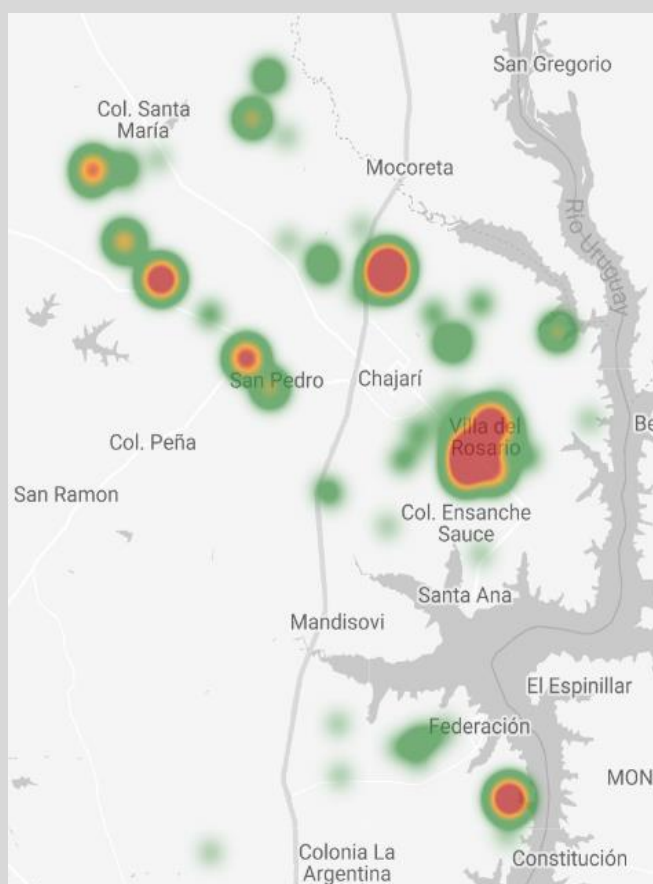 San Gregorio
Col. Santa
María
Mocoreta
Rio Uruguay
San Pedro
Chajarí
Villa del
Rosario
Col. Peña
San Ramon
Col. Ensanche
Sauce
Santa Ana
Mandisovi
El Espinillar
Federación
MON
Colonia La
Argentina
Constitución
Be